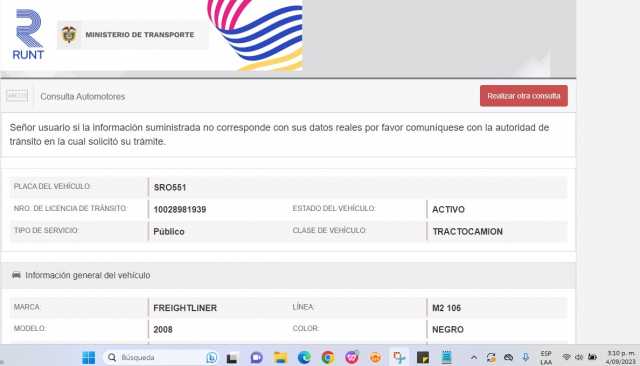 RUNT
MINISTERIO DE TRANSPORTE
Consulta Automotores
Realizar otra consulta
Señor usuario si la información suministrada no corresponde con sus datos reales por favor comuníquese con la autoridad de
tránsito en la cual solicitó su trámite.
PLACA DEL VEHÍCULO: SRO551
NRO. DE LICENCIA DE TRÁNSITO: 10028981939 ESTADO DEL VEHÍCULO: ACTIVO
TIPO DE SERVICIO: Público CLASE DE VEHÍCULO: TRACTOCAMION
Información general del vehículo
MARCA: FREIGHTLINER LÍNEA: M2 106
MODELO: 2008 COLOR: NEGRO
Búsqueda
ESP 3:10 p. m.
LAA 4/09/2023